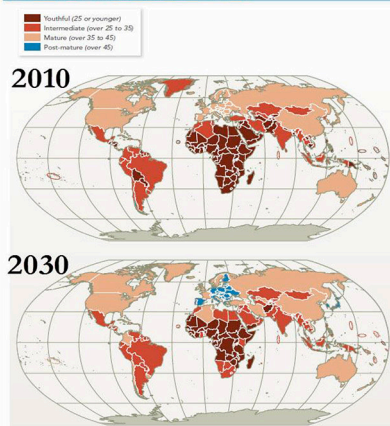 Youthful (25 or younger)
Intermediate (over 25 to 35)
Mature (over 35 to 45)
Post-mature (over 45)
2010
2030